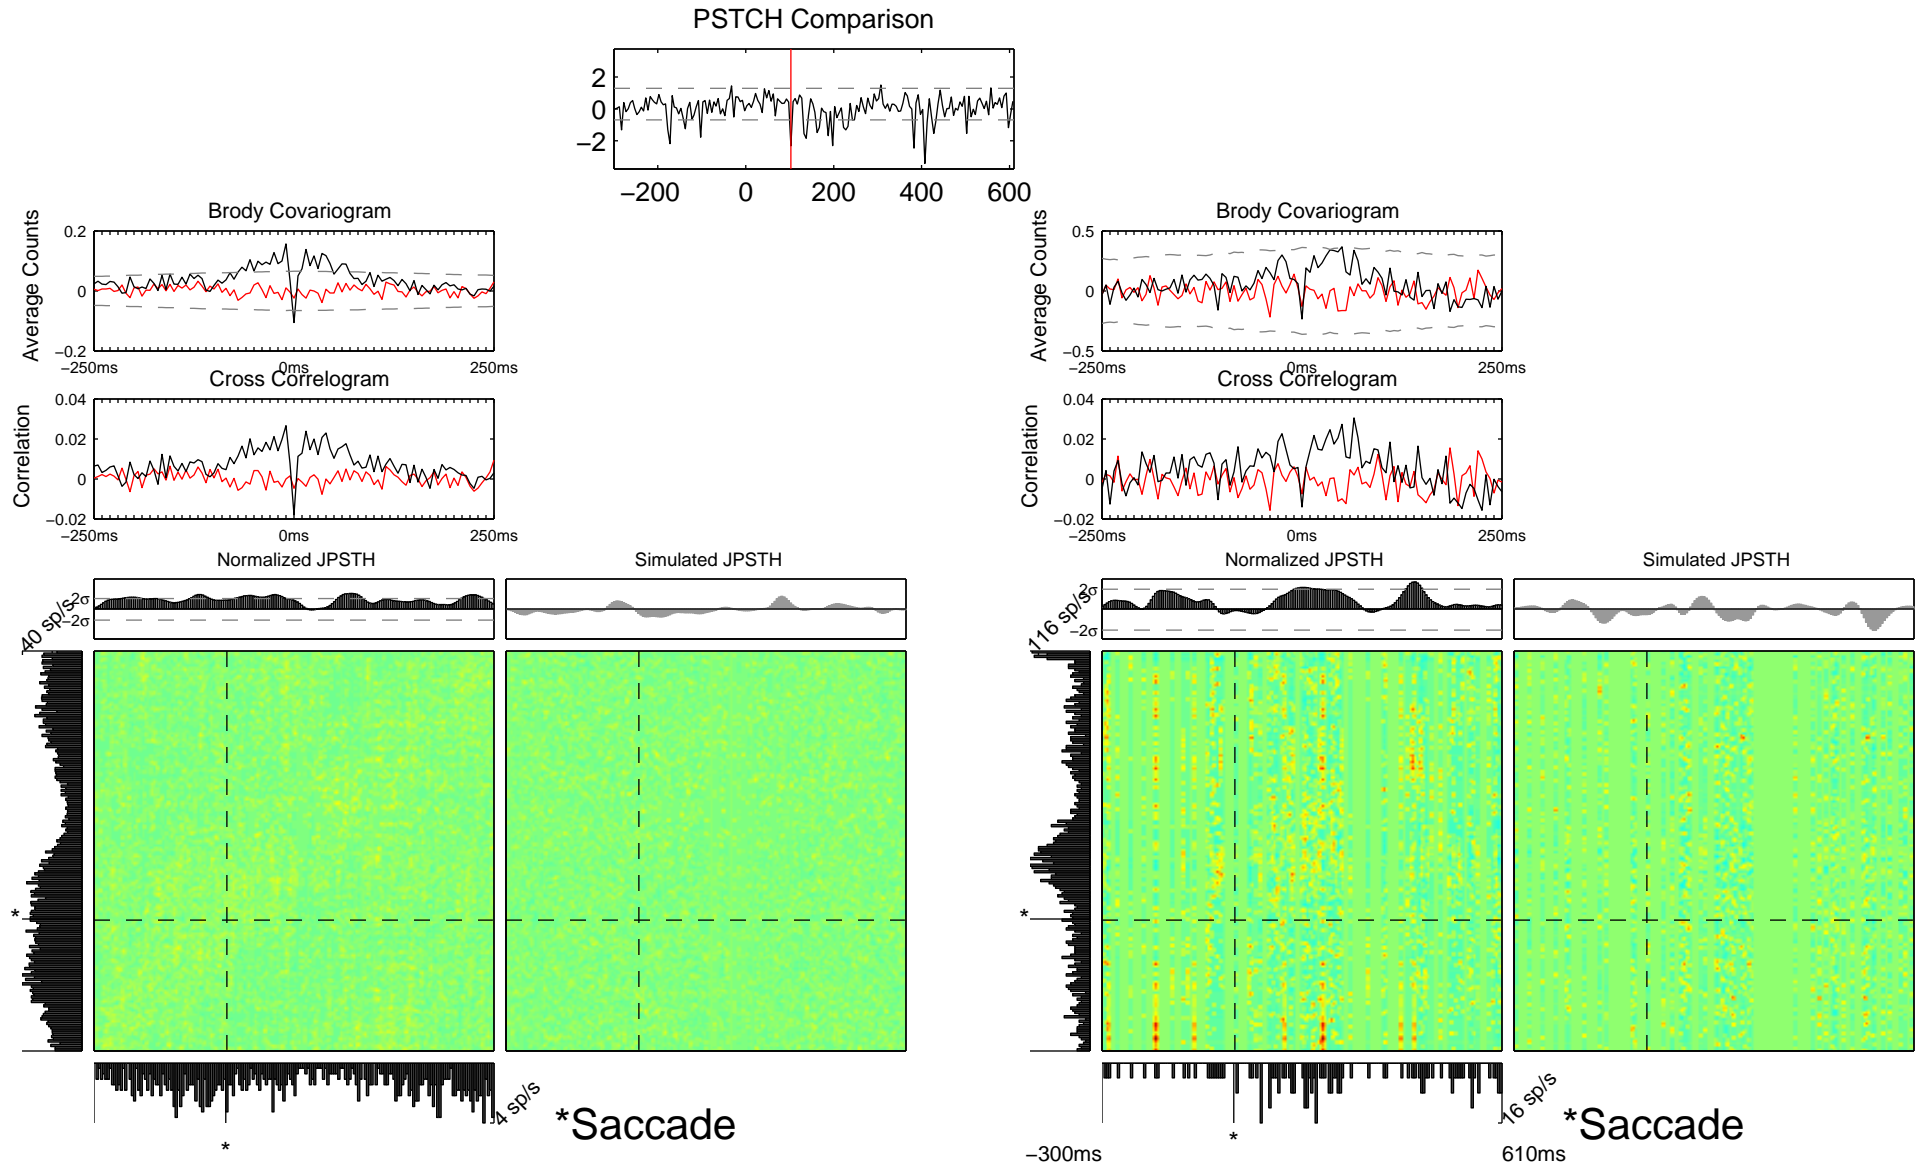 PSTCH Comparison
2
0
−2
−200 0 200 400 600
Brody Covariogram
Average Counts
0.2
0
−0.2
−250ms 0ms 250ms
Cross Correlogram
Correlation
0.04
0.02
0
−0.02
−250ms 0ms 250ms
Normalized JPSTH
Simulated JPSTH
2σ
−2σ
40 sp/s
*
4 sp/s
*
*Saccade
Brody Covariogram
Average Counts
0.5
0
−0.5
−250ms 0ms 250ms
Cross Correlogram
Correlation
0.04
0.02
0
−0.02
−250ms 0ms 250ms
Normalized JPSTH
Simulated JPSTH
2σ
−2σ
116 sp/s
*
16 sp/s
*
*Saccade
−300ms 610ms